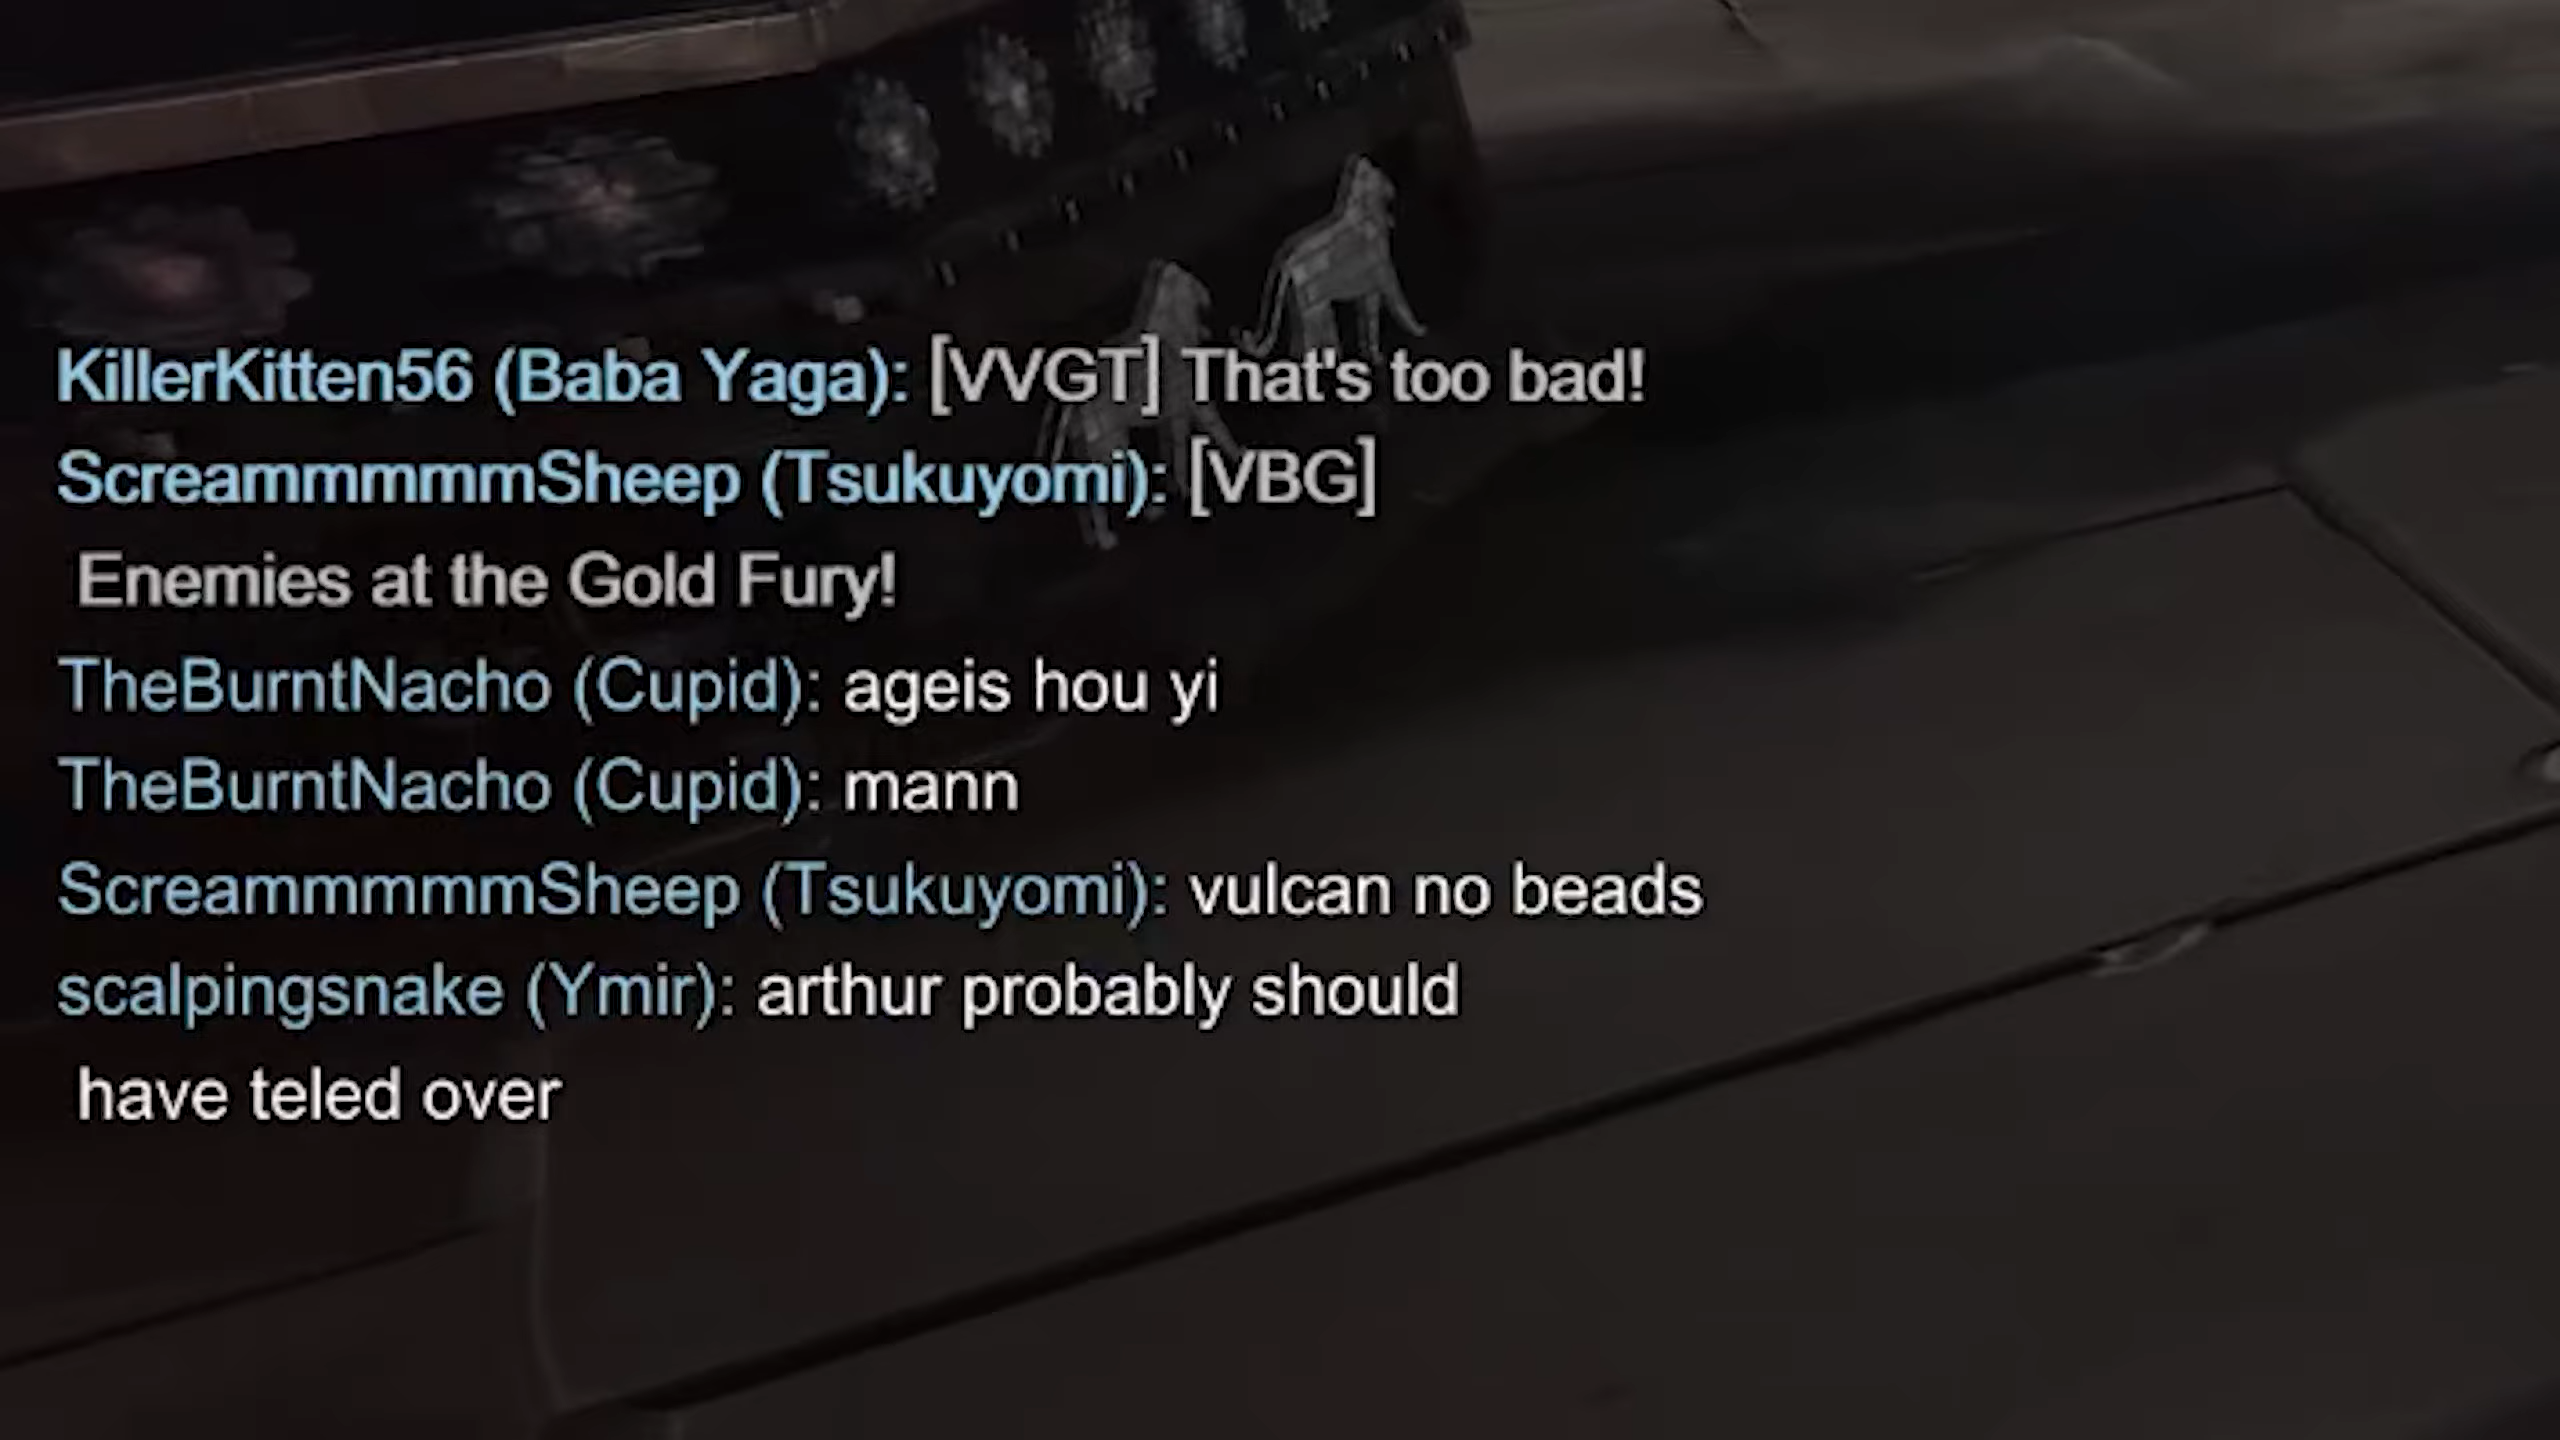 KillerKitten56 (Baba Yaga): [VVGT] That's too bad!
ScreammmmmSheep (Tsukuyomi): [VBG]
Enemies at the Gold Fury!
TheBurntNacho (Cupid): ageis hou yi
TheBurntNacho (Cupid): mann
ScreammmmmSheep (Tsukuyomi): vulcan no beads
scalpingsnake (Ymir): arthur probably should
have teled over